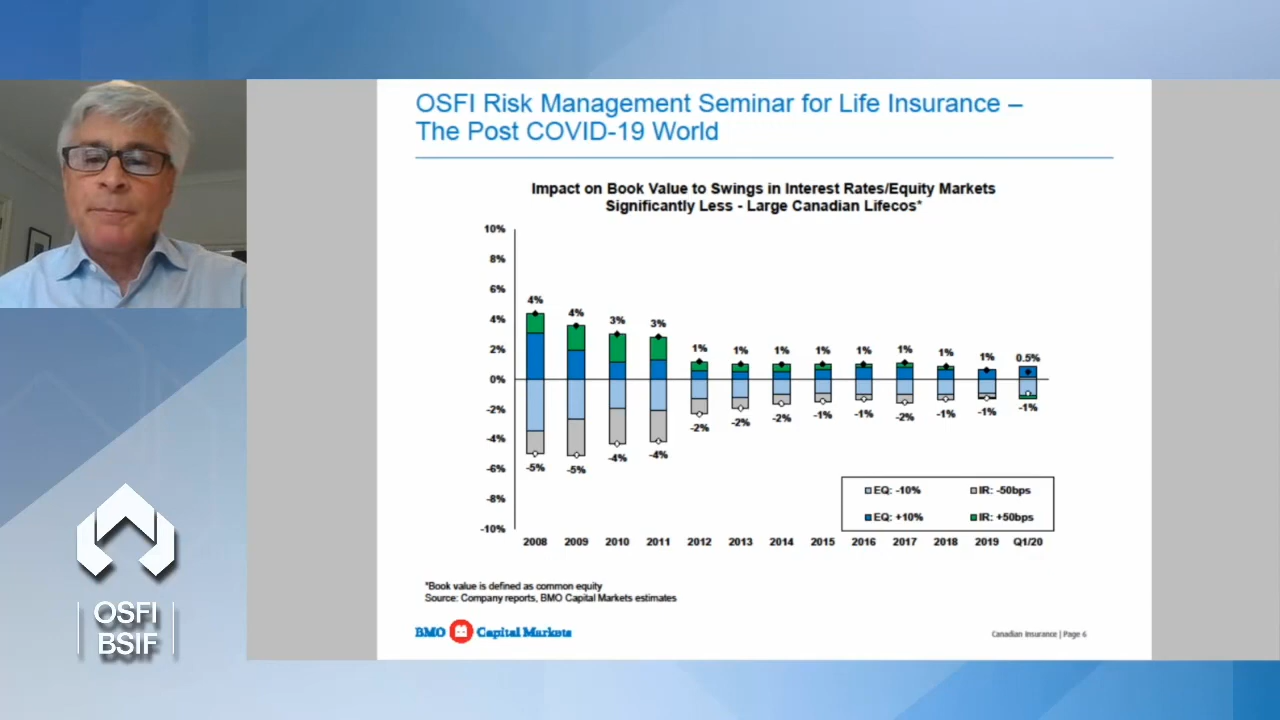 OSFI Risk Management Seminar for Life Insurance –
The Post COVID-19 World
Impact on Book Value to Swings in Interest Rates/Equity Markets
Significantly Less - Large Canadian Lifecos*
10%
8%
6%
4%
2%
0%
-2%
-4%
-6%
-8%
-10%
4% 4% 3% 3% 1% 1% 1% 1% 1% 1% 1% 1% 0.5%
-5% -5% -4% -4% -2% -2% -2% -1% -1% -2% -1% -1% -1%
EQ: -10% IR: -50bps
EQ: +10% IR: +50bps
2008 2009 2010 2011 2012 2013 2014 2015 2016 2017 2018 2019 Q1/20
*Book value is defined as common equity
Source: Company reports, BMO Capital Markets estimates
BMO Capital Markets
Canadian Insurance | Page 6
OSFI
BSIF